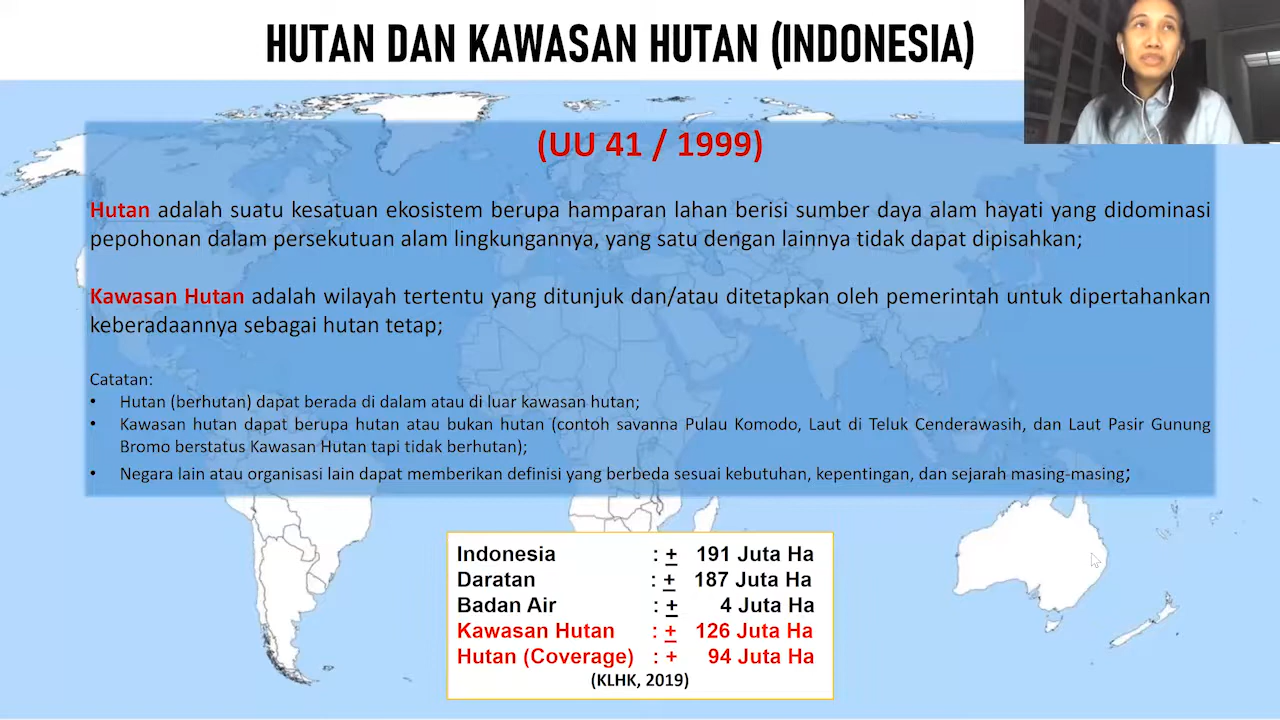 HUTAN DAN KAWASAN HUTAN (INDONESIA)
(UU 41 / 1999)
Hutan adalah suatu kesatuan ekosistem berupa hamparan lahan berisi sumber daya alam hayati yang didominasi
pepohonan dalam persekutuan alam lingkungannya, yang satu dengan lainnya tidak dapat dipisahkan;
Kawasan Hutan adalah wilayah tertentu yang ditunjuk dan/atau ditetapkan oleh pemerintah untuk dipertahankan
keberadaannya sebagai hutan tetap;
Catatan:
• Hutan (berhutan) dapat berada di dalam atau di luar kawasan hutan;
• Kawasan hutan dapat berupa hutan atau bukan hutan (contoh savanna Pulau Komodo, Laut di Teluk Cenderawasih, dan Laut Pasir Gunung
Bromo berstatus Kawasan Hutan tapi tidak berhutan);
• Negara lain atau organisasi lain dapat memberikan definisi yang berbeda sesuai kebutuhan, kepentingan, dan sejarah masing-masing;
Indonesia : ± 191 Juta Ha
Daratan : ± 187 Juta Ha
Badan Air : ± 4 Juta Ha
Kawasan Hutan : ± 126 Juta Ha
Hutan (Coverage) : + 94 Juta Ha
(KLHK, 2019)